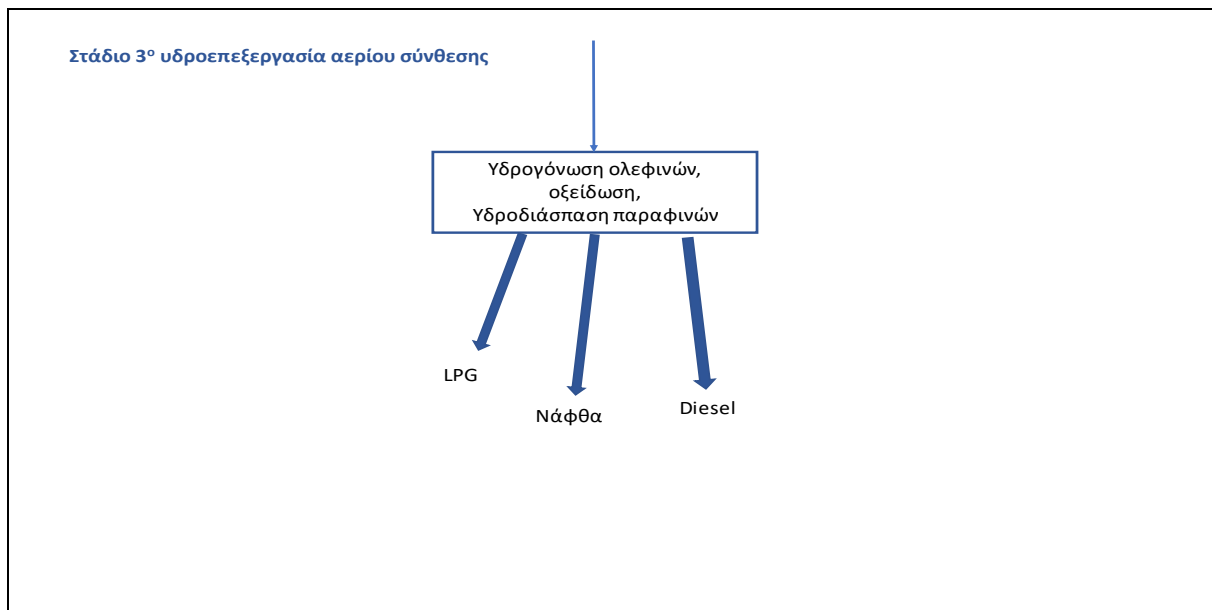 Στάδιο 3ο υδροεπεξεργασία αερίου σύνθεσης
Υδρογόνωση ολεφινών,
οξείδωση,
Υδροδιάσπαση παραφινών
LPG
Νάφθα
Diesel